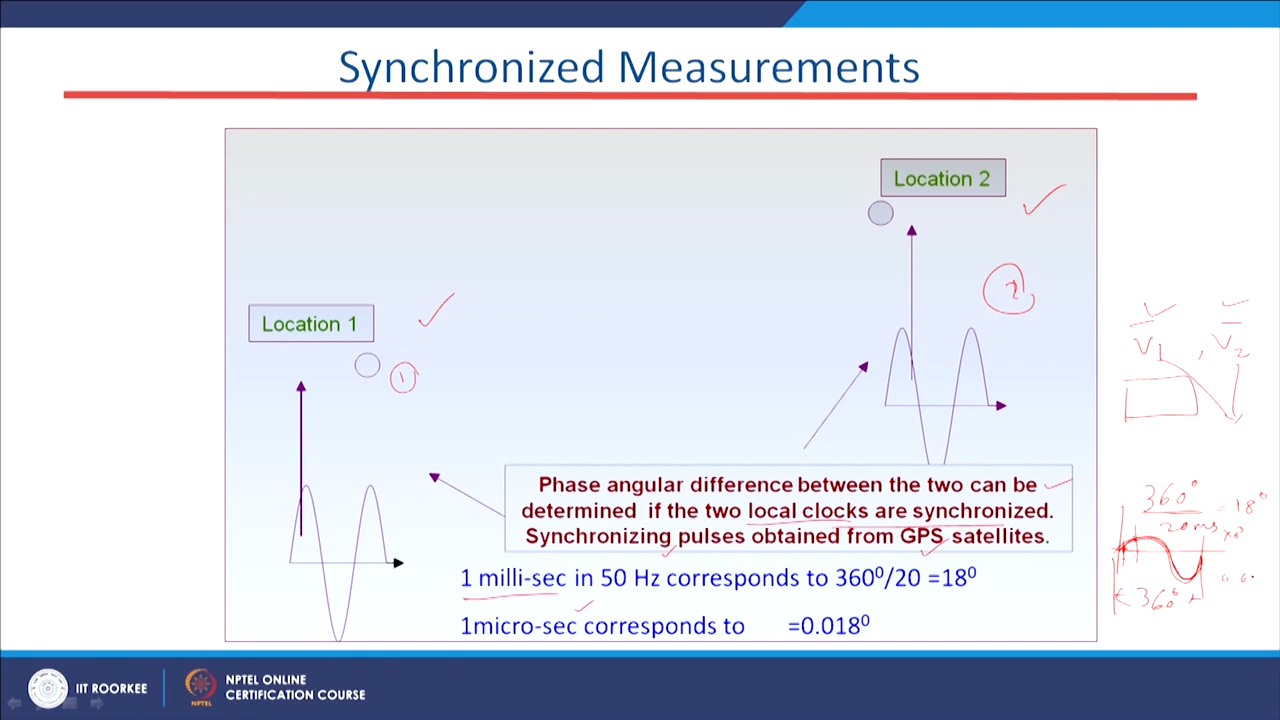 Synchronized Measurements
Location 2
2
Location 1
1
V1 , V2
Phase angular difference between the two can be
determined if the two local clocks are synchronized.
Synchronizing pulses obtained from GPS satellites.
1 milli-sec in 50 Hz corresponds to 360⁰/20 =18⁰
1micro-sec corresponds to =0.018⁰
360°
20ms
= 18°
360°
IIT ROORKEE
NPTEL ONLINE
CERTIFICATION COURSE
NPTEL